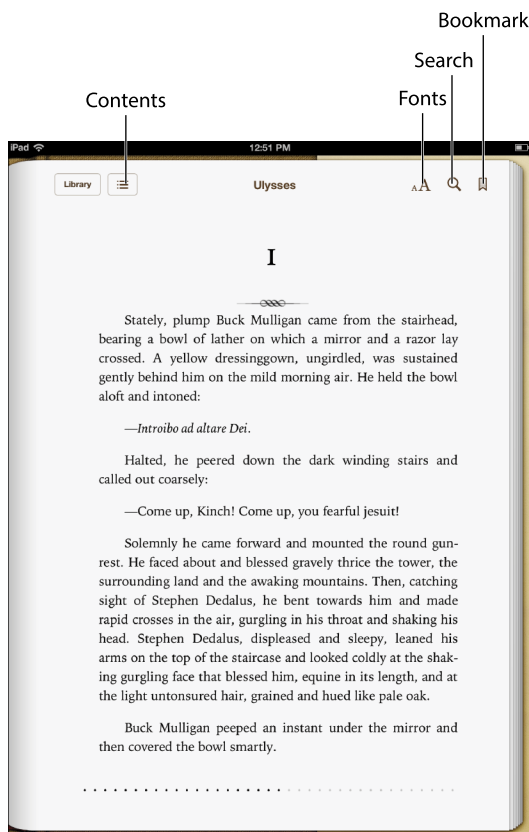 Bookmark
Search
Contents
Fonts
iPad 12:51 PM
Library Ulysses AA
I
Stately, plump Buck Mulligan came from the stairhead,
bearing a bowl of lather on which a mirror and a razor lay
crossed. A yellow dressinggown, ungirdled, was sustained
gently behind him on the mild morning air. He held the bowl
aloft and intoned:
—Introibo ad altare Dei.
Halted, he peered down the dark winding stairs and
called out coarsely:
—Come up, Kinch! Come up, you fearful jesuit!
Solemnly he came forward and mounted the round gun-
rest. He faced about and blessed gravely thrice the tower, the
surrounding land and the awaking mountains. Then, catching
sight of Stephen Dedalus, he bent towards him and made
rapid crosses in the air, gurgling in his throat and shaking his
head. Stephen Dedalus, displeased and sleepy, leaned his
arms on the top of the staircase and looked coldly at the shak-
ing gurgling face that blessed him, equine in its length, and at
the light untonsured hair, grained and hued like pale oak.
Buck Mulligan peeped an instant under the mirror and
then covered the bowl smartly.